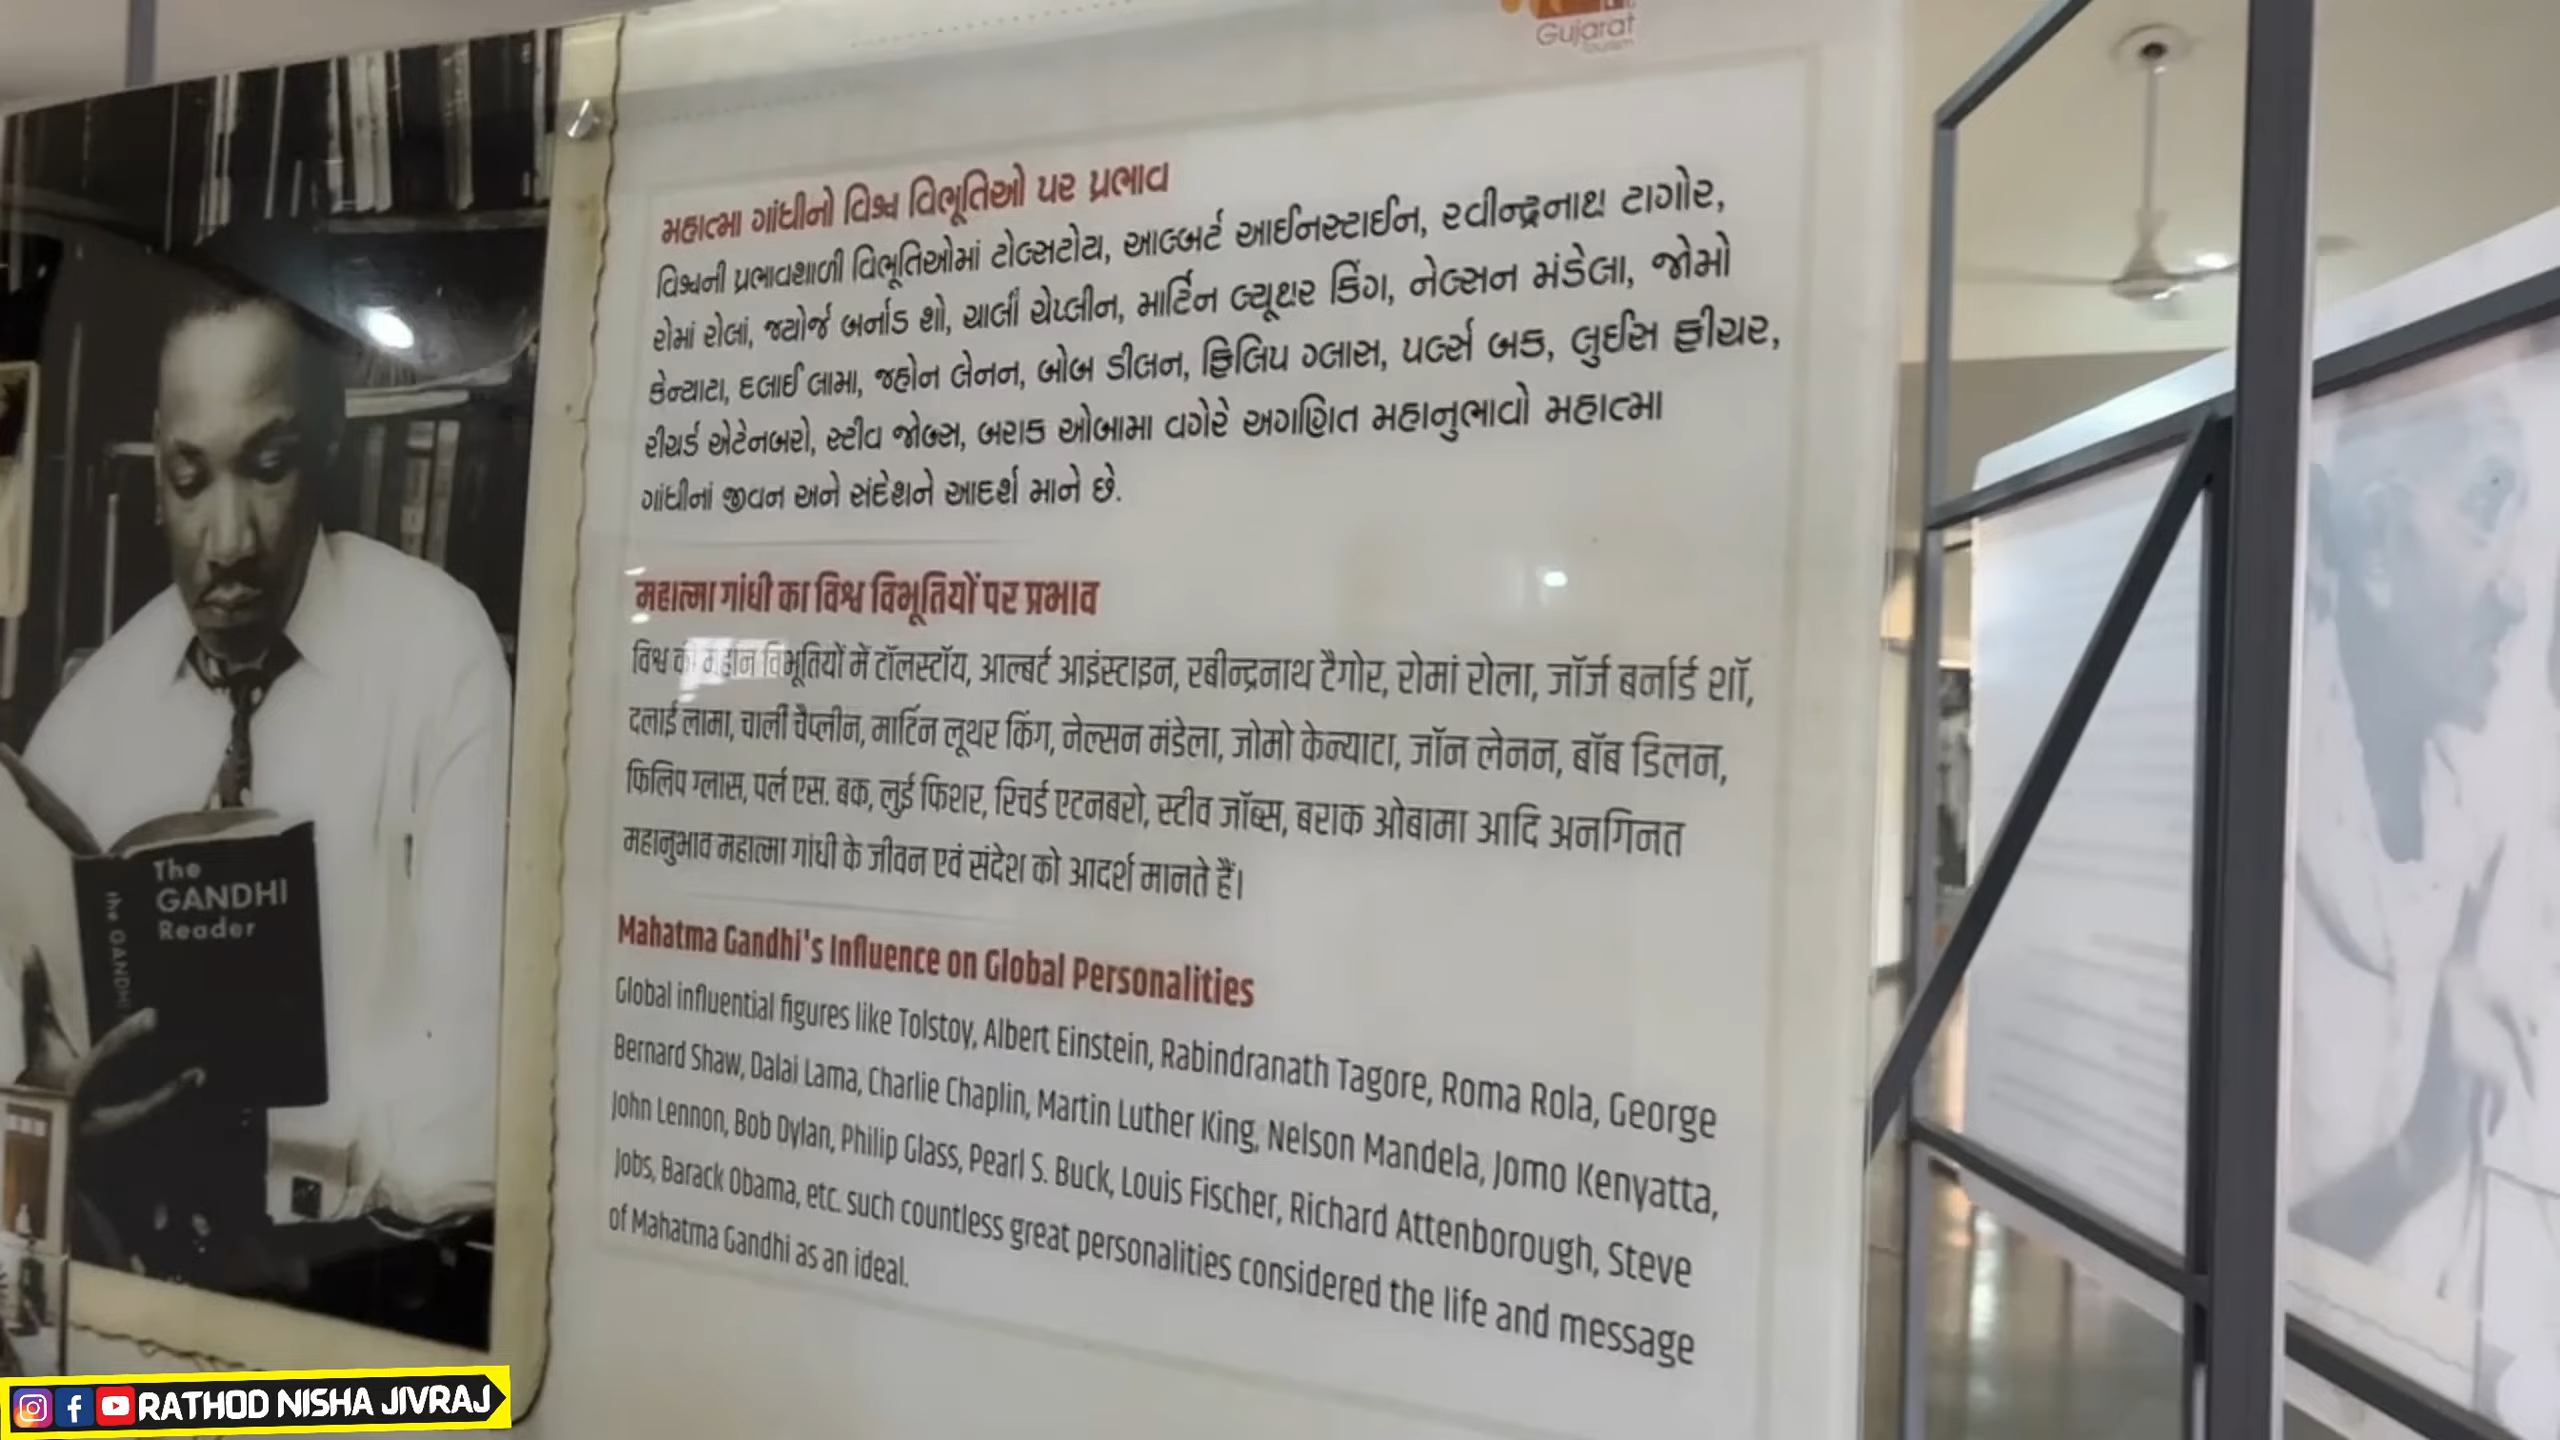 Gujarat
Tourism
મહાત્મા ગાંધીનો વિશ્વ વિભૂતિઓ પર પ્રભાવ
વિશ્વની પ્રભાવશાળી વિભૂતિઓમાં ટોલ્સટોય, આલ્બર્ટ આઈનસ્ટાઈન, રવીન્દ્રનાથ ટાગોર,
રોમાં રોલાં, જ્યોર્જ બર્નાડ શો, ચાર્લી ચેપ્લીન, માર્ટિન લ્યૂથર કિંગ, નેલ્સન મંડેલા, જોમો
કેન્યાટા, દલાઈ લામા, જહોન લેનન, બોબ ડીલન, ફિલિપ ગ્લાસ, પર્લ્સ બક, લુઈસ ફીચર,
રીચર્ડ એટેનબરો, સ્ટીવ જોબ્સ, બરાક ઓબામા વગેરે અગણિત મહાનુભાવો મહાત્મા
ગાંધીનાં જીવન અને સંદેશને આદર્શ માને છે.
महात्मा गांधी का विश्व विभूतियों पर प्रभाव
विश्व की महान विभूतियों में टॉलस्टॉय, आल्बर्ट आइंस्टाइन, रबीन्द्रनाथ टैगोर, रोमां रोला, जॉर्ज बर्नार्ड शॉ,
दलाई लामा, चार्ली चैप्लीन, मार्टिन लूथर किंग, नेल्सन मंडेला, जोमो केन्याटा, जॉन लेनन, बॉब डिलन,
फिलिप ग्लास, पर्ल एस. बक, लुई फिशर, रिचर्ड एटनबरो, स्टीव जॉब्स, बराक ओबामा आदि अनगिनत
महानुभाव महात्मा गांधी के जीवन एवं संदेश को आदर्श मानते हैं।
Mahatma Gandhi's Influence on Global Personalities
Global influential figures like Tolstoy, Albert Einstein, Rabindranath Tagore, Roma Rola, George
Bernard Shaw, Dalai Lama, Charlie Chaplin, Martin Luther King, Nelson Mandela, Jomo Kenyatta,
John Lennon, Bob Dylan, Philip Glass, Pearl S. Buck, Louis Fischer, Richard Attenborough, Steve
Jobs, Barack Obama, etc. such countless great personalities considered the life and message
of Mahatma Gandhi as an ideal.
The
GANDHI
Reader
the GANDHI
RATHOD NISHA JIVRAJ